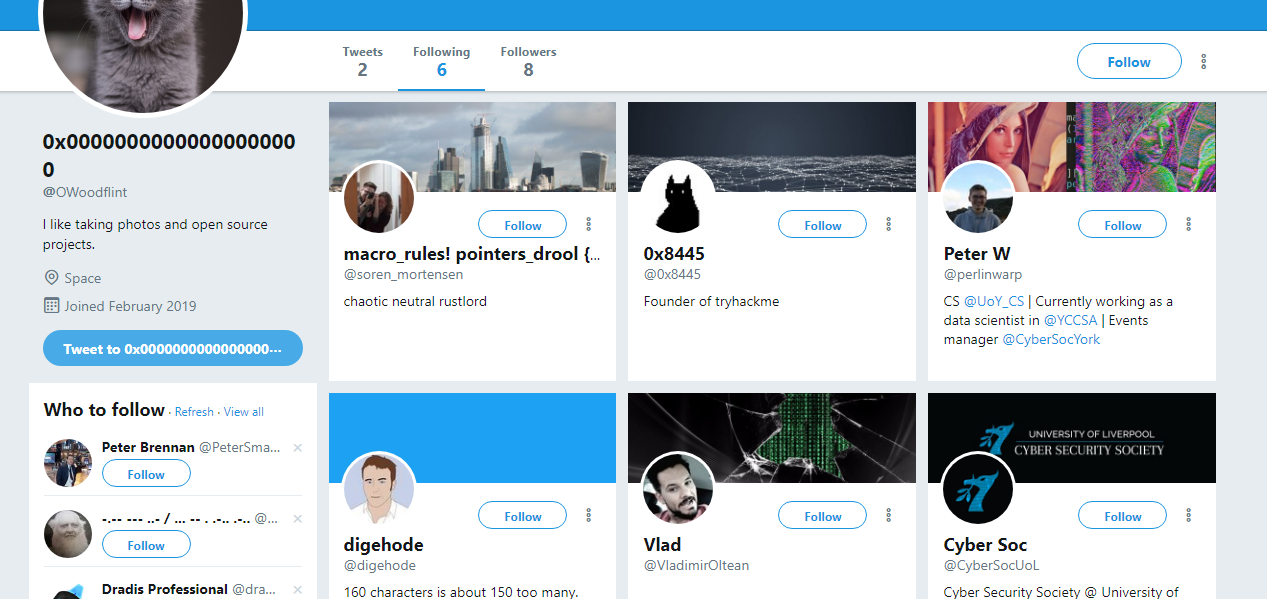 Tweets
2
Following
6
Followers
8
Follow
0x0000000000000000000
0
@OWoodflint
I like taking photos and open source
projects.
Space
Joined February 2019
Tweet to 0x0000000000000000···
Who to follow · Refresh · View all
Peter Brennan @PeterSma...
Follow
-.-- --- ..- / ... -- . .-.. .-.. @...
Follow
Dradis Professional @dra...
Follow
macro_rules! pointers_drool {...
@soren_mortensen
chaotic neutral rustlord
Follow
0x8445
@0x8445
Founder of tryhackme
Follow
Peter W
@perlinwarp
CS @UoY_CS | Currently working as a
data scientist in @YCCSA | Events
manager @CyberSocYork
Follow
digehode
@digehode
160 characters is about 150 too many.
Follow
Vlad
@VladimirOltean
UNIVERSITY OF LIVERPOOL
CYBER SECURITY SOCIETY
Follow
Cyber Soc
@CyberSocUoL
Cyber Security Society @ University of